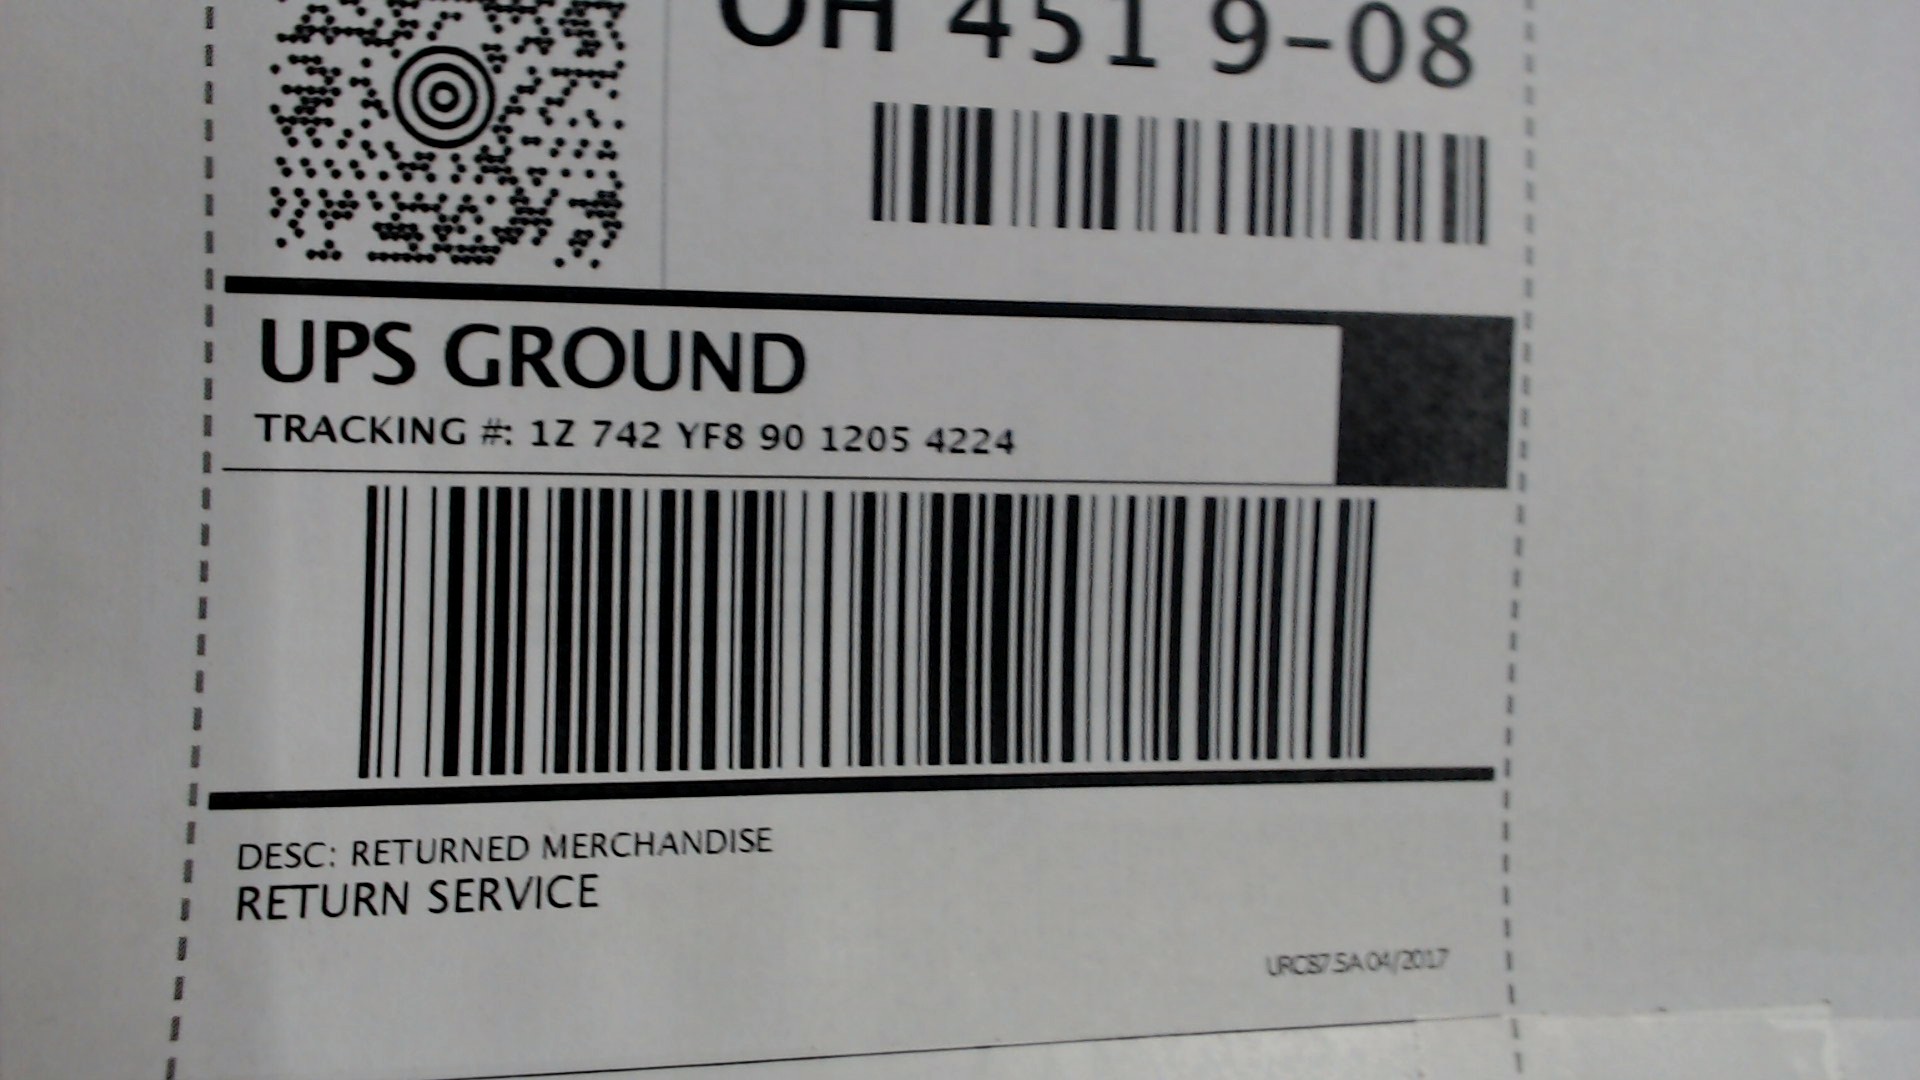 OH 451 9-08
UPS GROUND
TRACKING #: 1Z 742 YF8 90 1205 4224
DESC: RETURNED MERCHANDISE
RETURN SERVICE
URC87.5A 04/2017